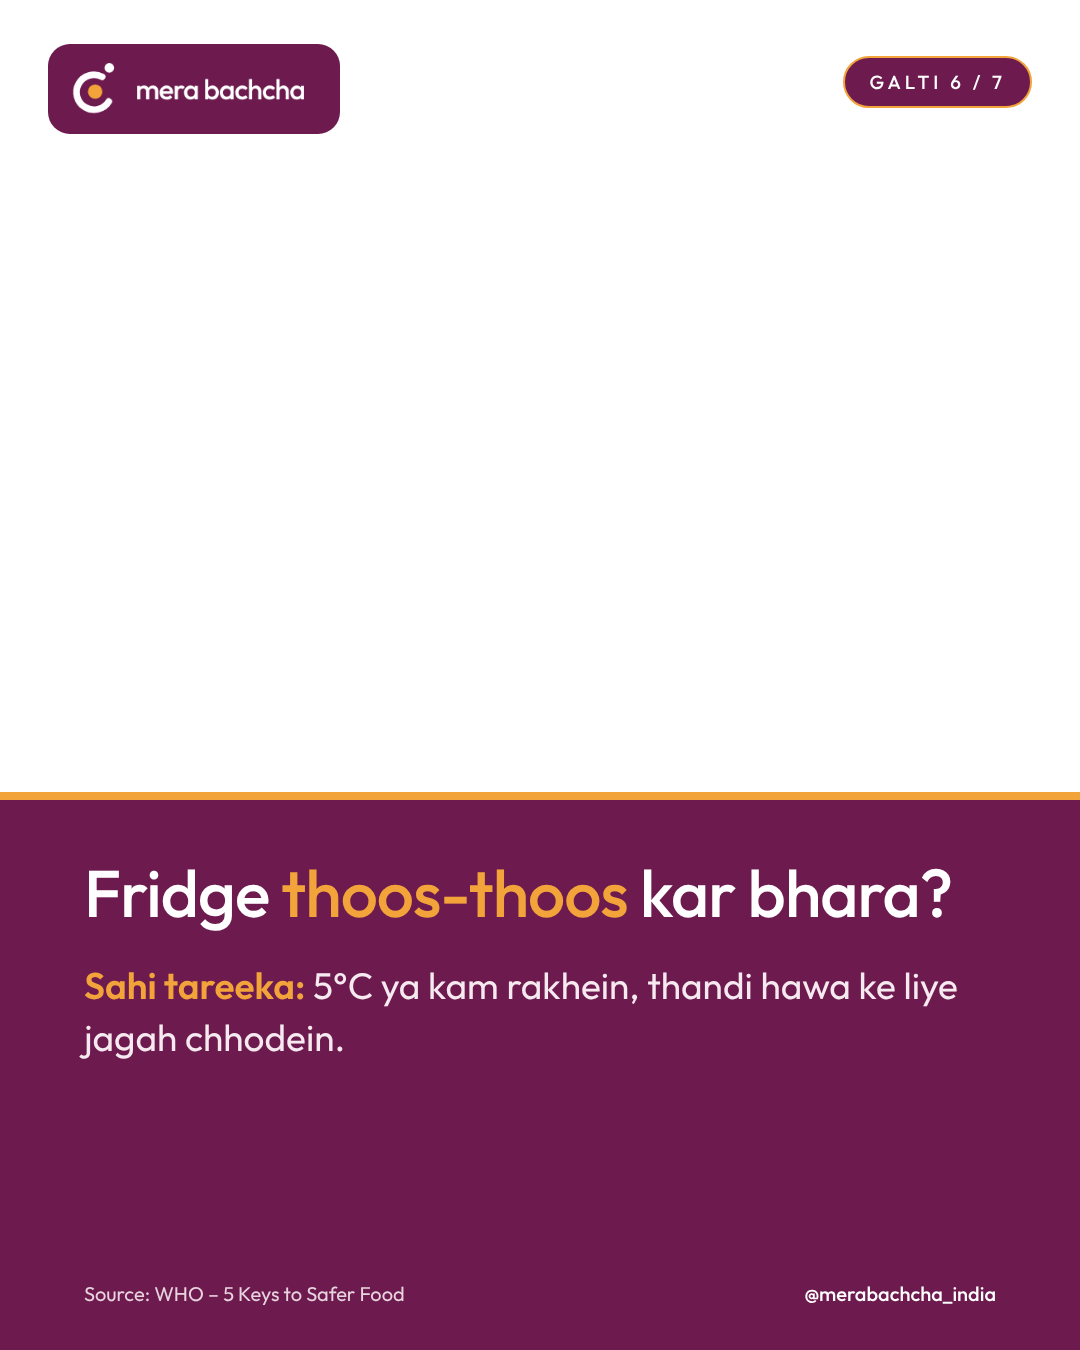 mera bachcha
GALTI 6 / 7
Fridge thoos-thoos kar bhara?
Sahi tareeka: 5°C ya kam rakhein, thandi hawa ke liye
jagah chhodein.
Source: WHO – 5 Keys to Safer Food
@merabachcha_india